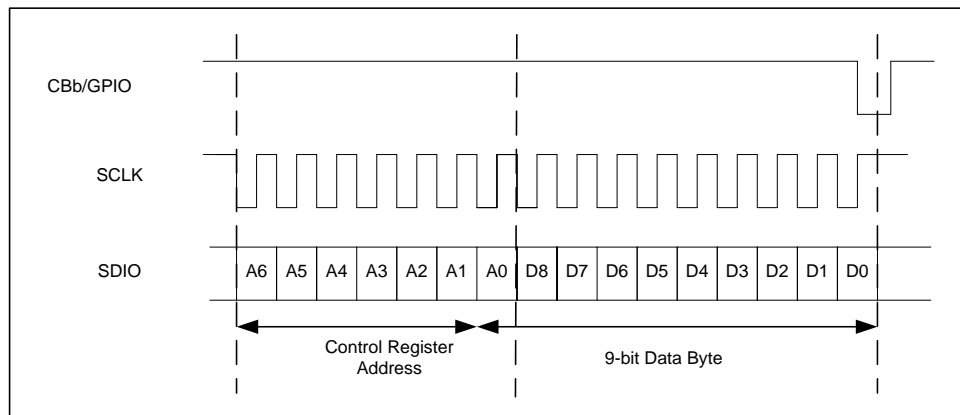 CBb/GPIO
SCLK
SDIO
A6 A5 A4 A3 A2 A1 A0 D8 D7 D6 D5 D4 D3 D2 D1 D0
Control Register
Address
9-bit Data Byte